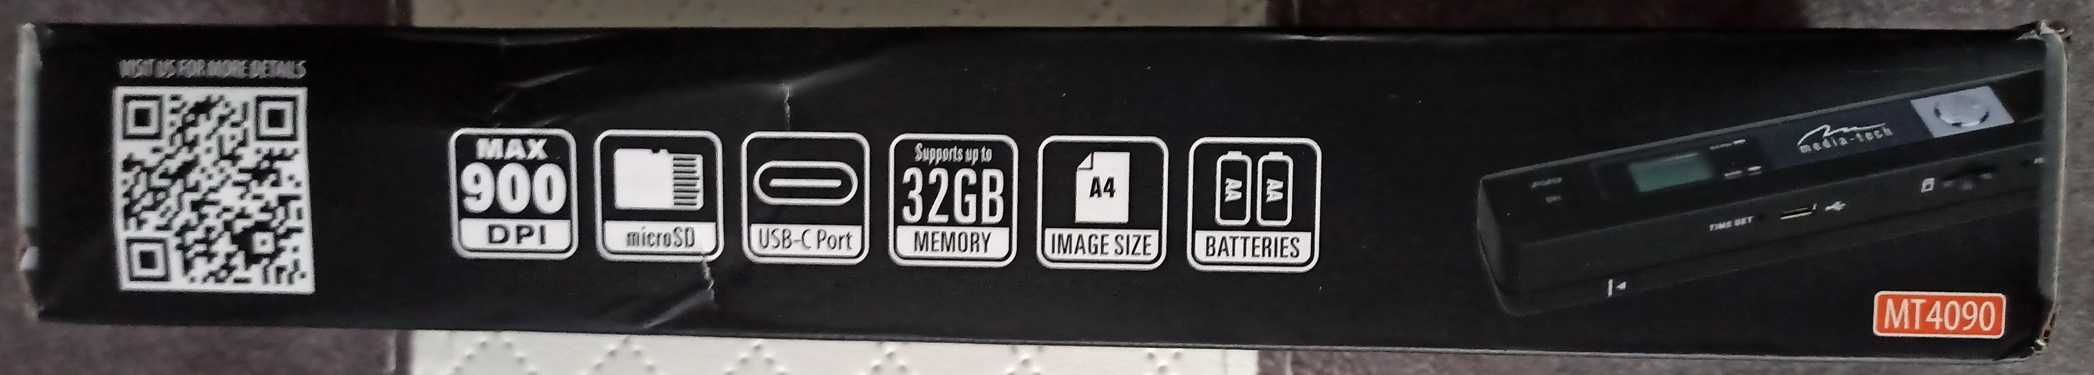 VISIT US FOR MORE DETAILS
MAX
900
DPI
microSD
USB-C Port
Supports up to
32GB
MEMORY
A4
IMAGE SIZE
AA
AA
BATTERIES
media-tech
TIME SET
MT4090